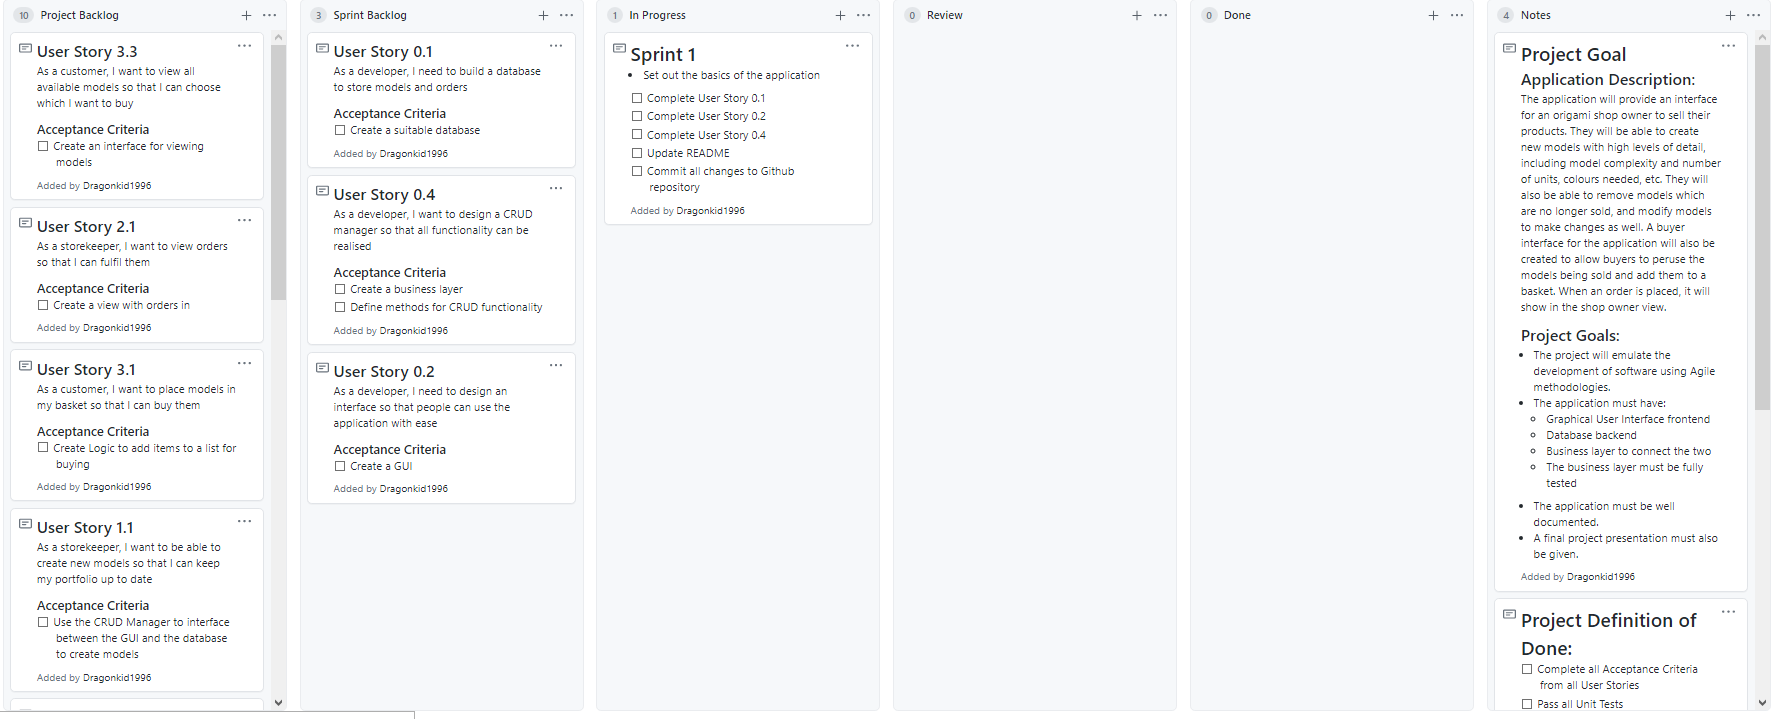 10 Project Backlog
User Story 3.3
As a customer, I want to view all
available models so that I can choose
which I want to buy
Acceptance Criteria
Create an interface for viewing
models
Added by Dragonkid1996
User Story 2.1
As a storekeeper, I want to view orders
so that I can fulfil them
Acceptance Criteria
Create a view with orders in
Added by Dragonkid1996
User Story 3.1
As a customer, I want to place models in
my basket so that I can buy them
Acceptance Criteria
Create Logic to add items to a list for
buying
Added by Dragonkid1996
User Story 1.1
As a storekeeper, I want to be able to
create new models so that I can keep
my portfolio up to date
Acceptance Criteria
Use the CRUD Manager to interface
between the GUI and the database
to create models
Added by Dragonkid1996
3 Sprint Backlog
User Story 0.1
As a developer, I need to build a database
to store models and orders
Acceptance Criteria
Create a suitable database
Added by Dragonkid1996
User Story 0.4
As a developer, I want to design a CRUD
manager so that all functionality can be
realised
Acceptance Criteria
Create a business layer
Define methods for CRUD functionality
Added by Dragonkid1996
User Story 0.2
As a developer, I need to design an
interface so that people can use the
application with ease
Acceptance Criteria
Create a GUI
Added by Dragonkid1996
1 In Progress
Sprint 1
• Set out the basics of the application
Complete User Story 0.1
Complete User Story 0.2
Complete User Story 0.4
Update README
Commit all changes to Github
repository
Added by Dragonkid1996
0 Review
0 Done
4 Notes
Project Goal
Application Description:
The application will provide an interface
for an origami shop owner to sell their
products. They will be able to create
new models with high levels of detail,
including model complexity and number
of units, colours needed, etc. They will
also be able to remove models which
are no longer sold, and modify models
to make changes as well. A buyer
interface for the application will also be
created to allow buyers to peruse the
models being sold and add them to a
basket. When an order is placed, it will
show in the shop owner view.
Project Goals:
• The project will emulate the
development of software using Agile
methodologies.
• The application must have:
Graphical User Interface frontend
Database backend
Business layer to connect the two
The business layer must be fully
tested
• The application must be well
documented.
• A final project presentation must also
be given.
Added by Dragonkid1996
Project Definition of
Done:
Complete all Acceptance Criteria
from all User Stories
Pass all Unit Tests